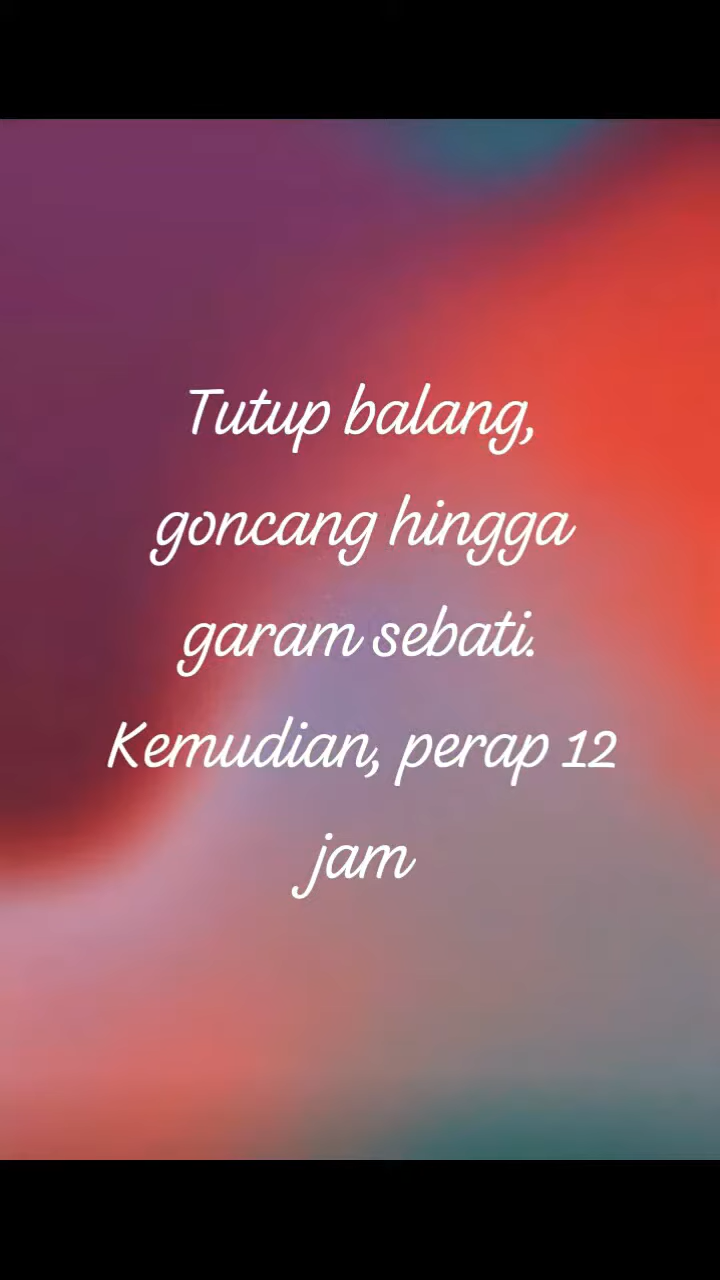 Tutup balang,
goncang hingga
garam sebati.
Kemudian, perap 12
jam